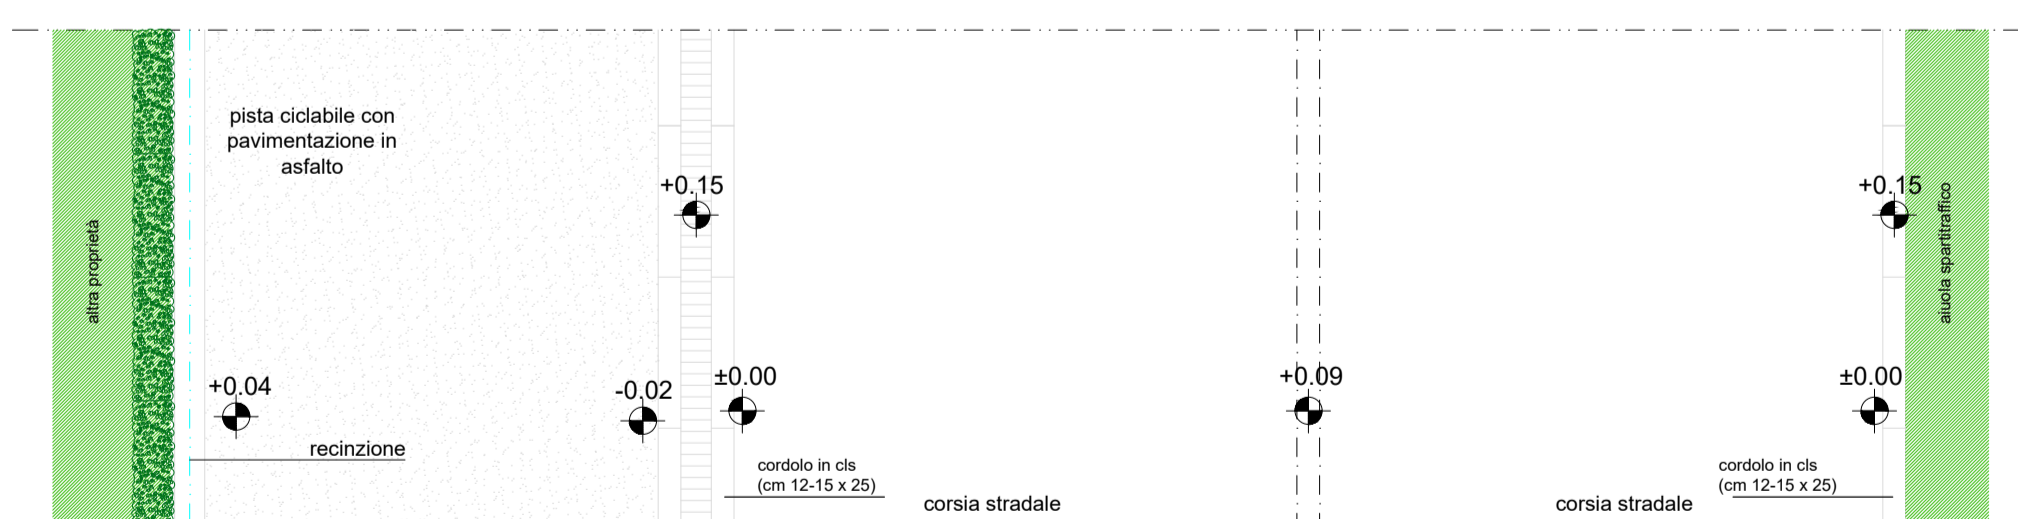 pista ciclabile con
pavimentazione in
asfalto
altra proprietà
+0.04
recinzione
+0.15
-0.02
±0.00
cordolo in cls
(cm 12-15 x 25)
corsia stradale
+0.09
corsia stradale
+0.15
±0.00
cordolo in cls
(cm 12-15 x 25)
aiuola spartitraffico